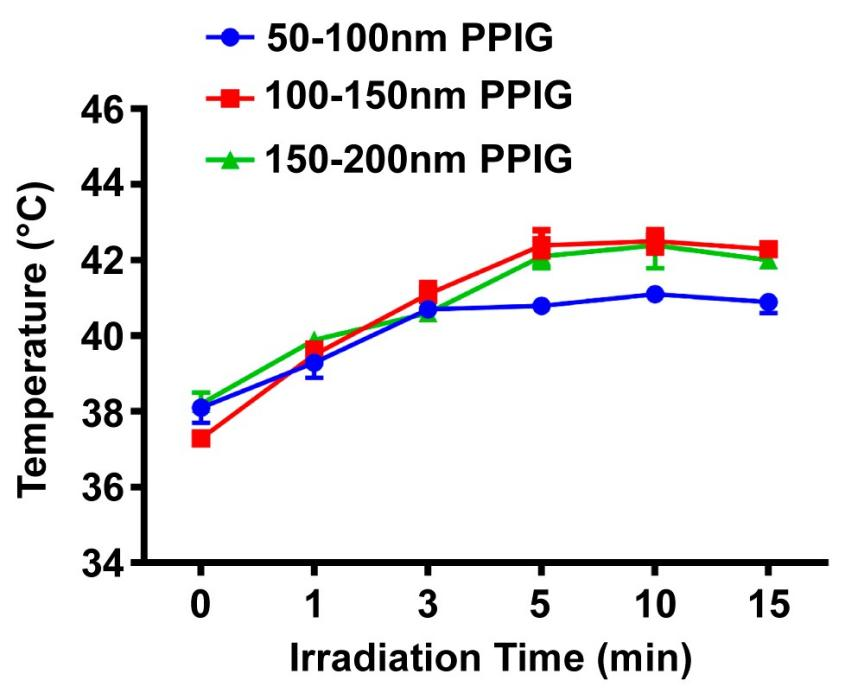 50-100nm PPIG
100-150nm PPIG
150-200nm PPIG
46
44
42
40
38
36
34
Temperature (°C)
0 1 3 5 10 15
Irradiation Time (min)